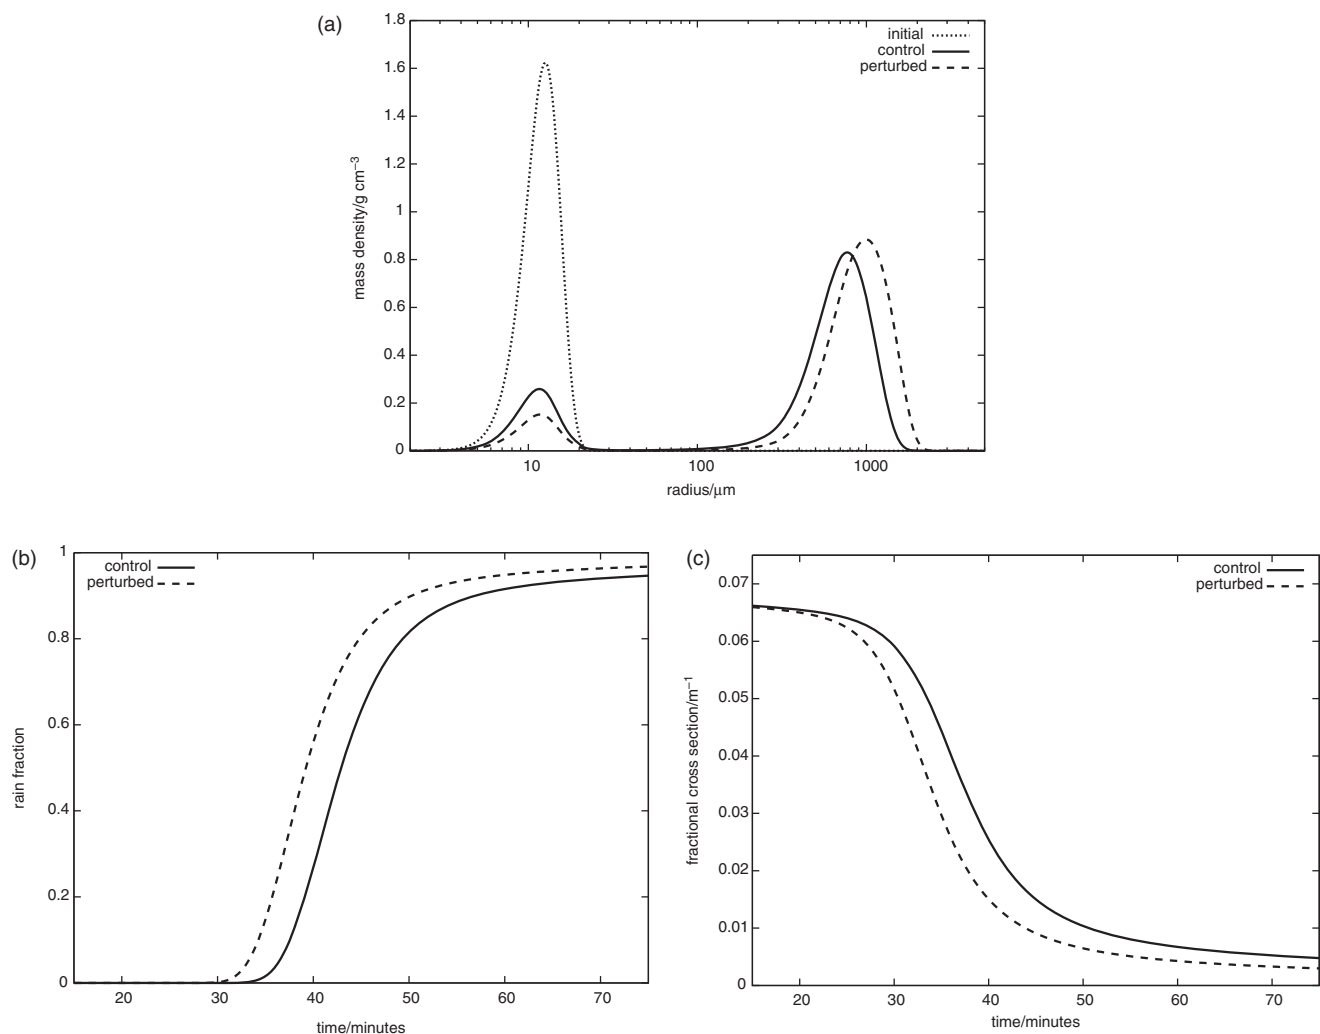 (a)
1.8
1.6
1.4
1.2
1
0.8
0.6
0.4
0.2
0
mass density/g cm⁻³
initial
control
perturbed
10
100
1000
radius/μm
(b)
1
0.8
0.6
0.4
0.2
0
rain fraction
control
perturbed
20
30
40
50
60
70
time/minutes
(c)
0.07
0.06
0.05
0.04
0.03
0.02
0.01
0
fractional cross section/m⁻¹
control
perturbed
20
30
40
50
60
70
time/minutes